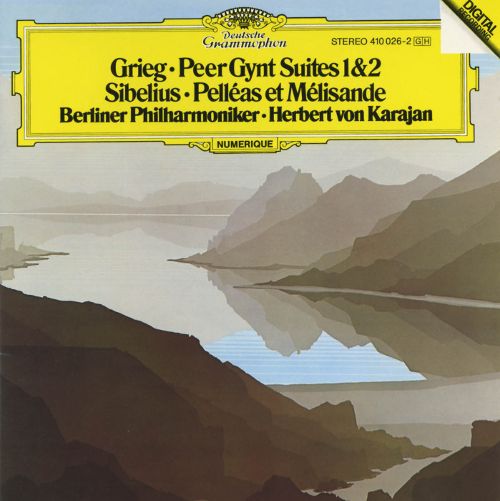 Deutsche
Grammophon
STEREO 410 026-2 GH
DIGITAL
RECORDING
Grieg · Peer Gynt Suites 1&2
Sibelius · Pelléas et Mélisande
Berliner Philharmoniker · Herbert von Karajan
NUMERIQUE